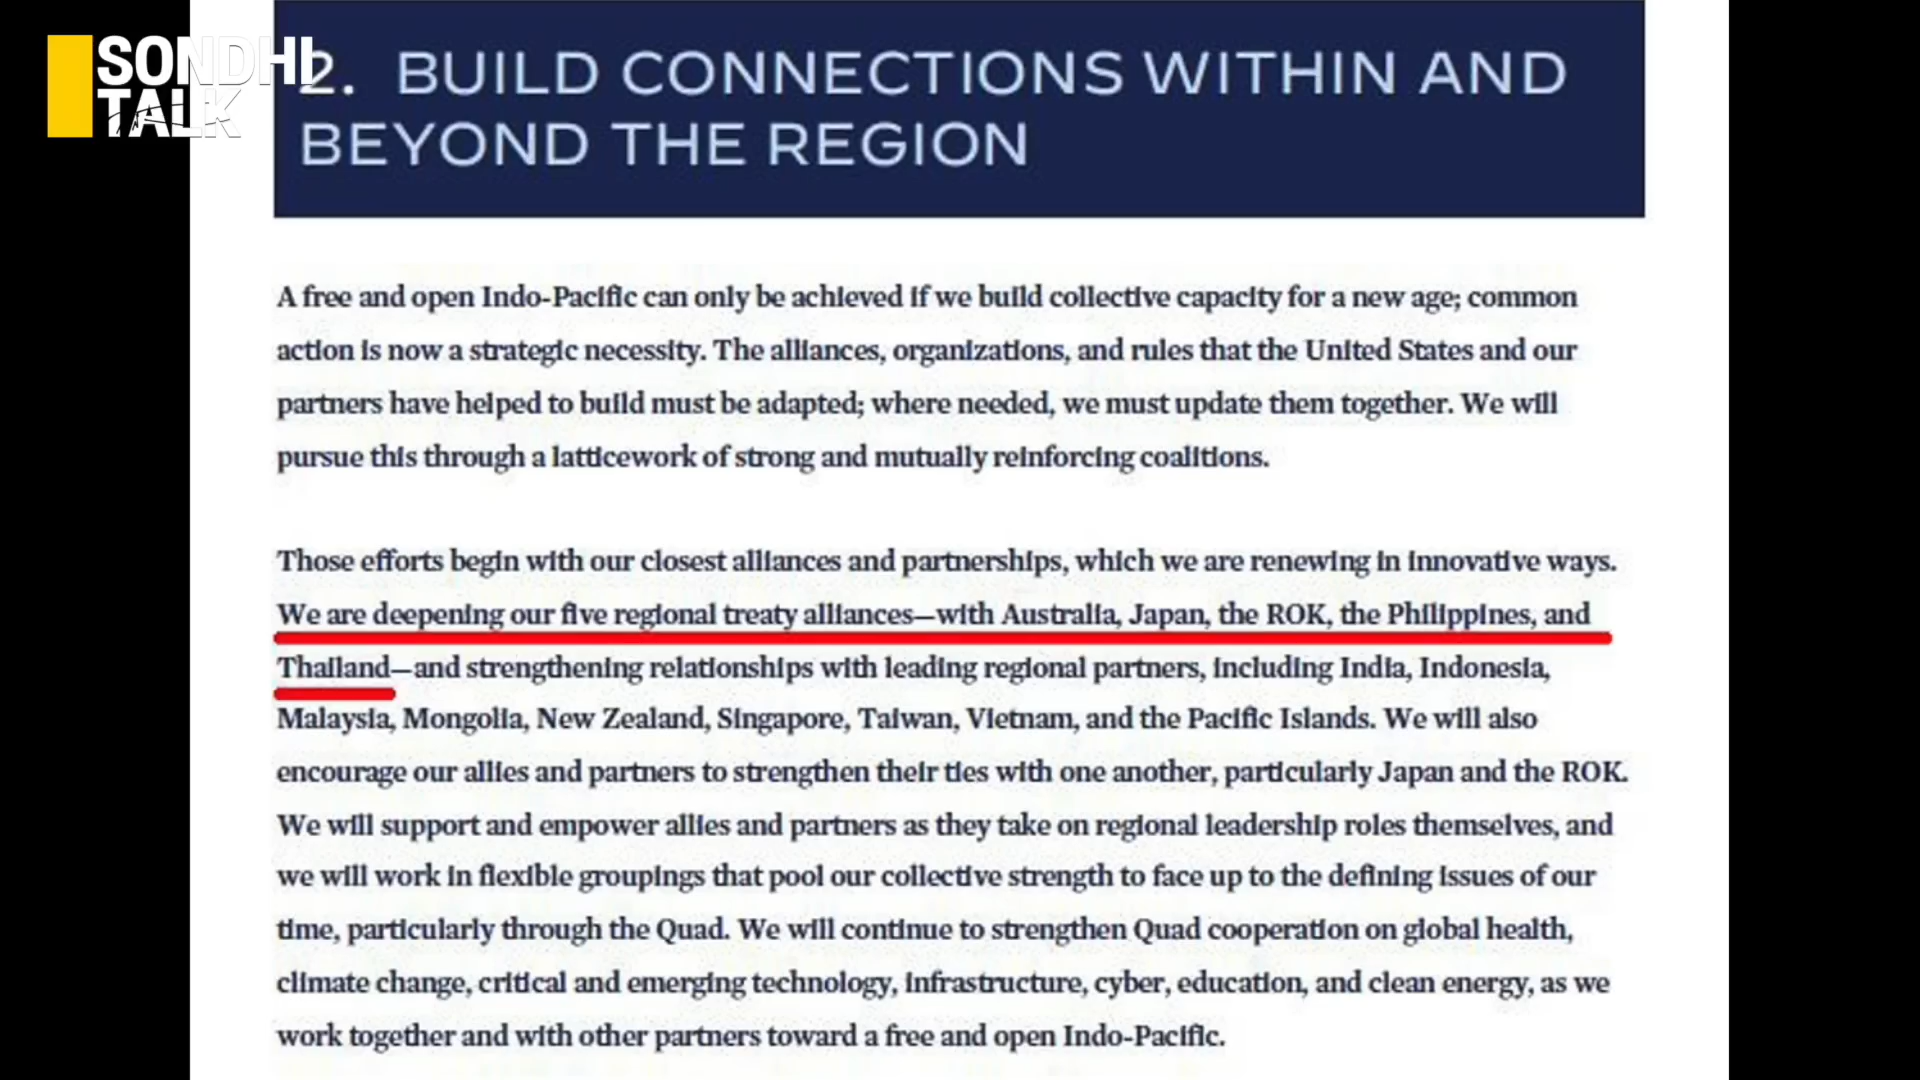 SONDHI
TALK
2. BUILD CONNECTIONS WITHIN AND
BEYOND THE REGION
A free and open Indo-Pacific can only be achieved if we build collective capacity for a new age; common
action is now a strategic necessity. The alliances, organizations, and rules that the United States and our
partners have helped to build must be adapted; where needed, we must update them together. We will
pursue this through a latticework of strong and mutually reinforcing coalitions.
Those efforts begin with our closest alliances and partnerships, which we are renewing in innovative ways.
We are deepening our five regional treaty alliances—with Australia, Japan, the ROK, the Philippines, and
Thailand—and strengthening relationships with leading regional partners, including India, Indonesia,
Malaysia, Mongolia, New Zealand, Singapore, Taiwan, Vietnam, and the Pacific Islands. We will also
encourage our allies and partners to strengthen their ties with one another, particularly Japan and the ROK.
We will support and empower allies and partners as they take on regional leadership roles themselves, and
we will work in flexible groupings that pool our collective strength to face up to the defining issues of our
time, particularly through the Quad. We will continue to strengthen Quad cooperation on global health,
climate change, critical and emerging technology, infrastructure, cyber, education, and clean energy, as we
work together and with other partners toward a free and open Indo-Pacific.